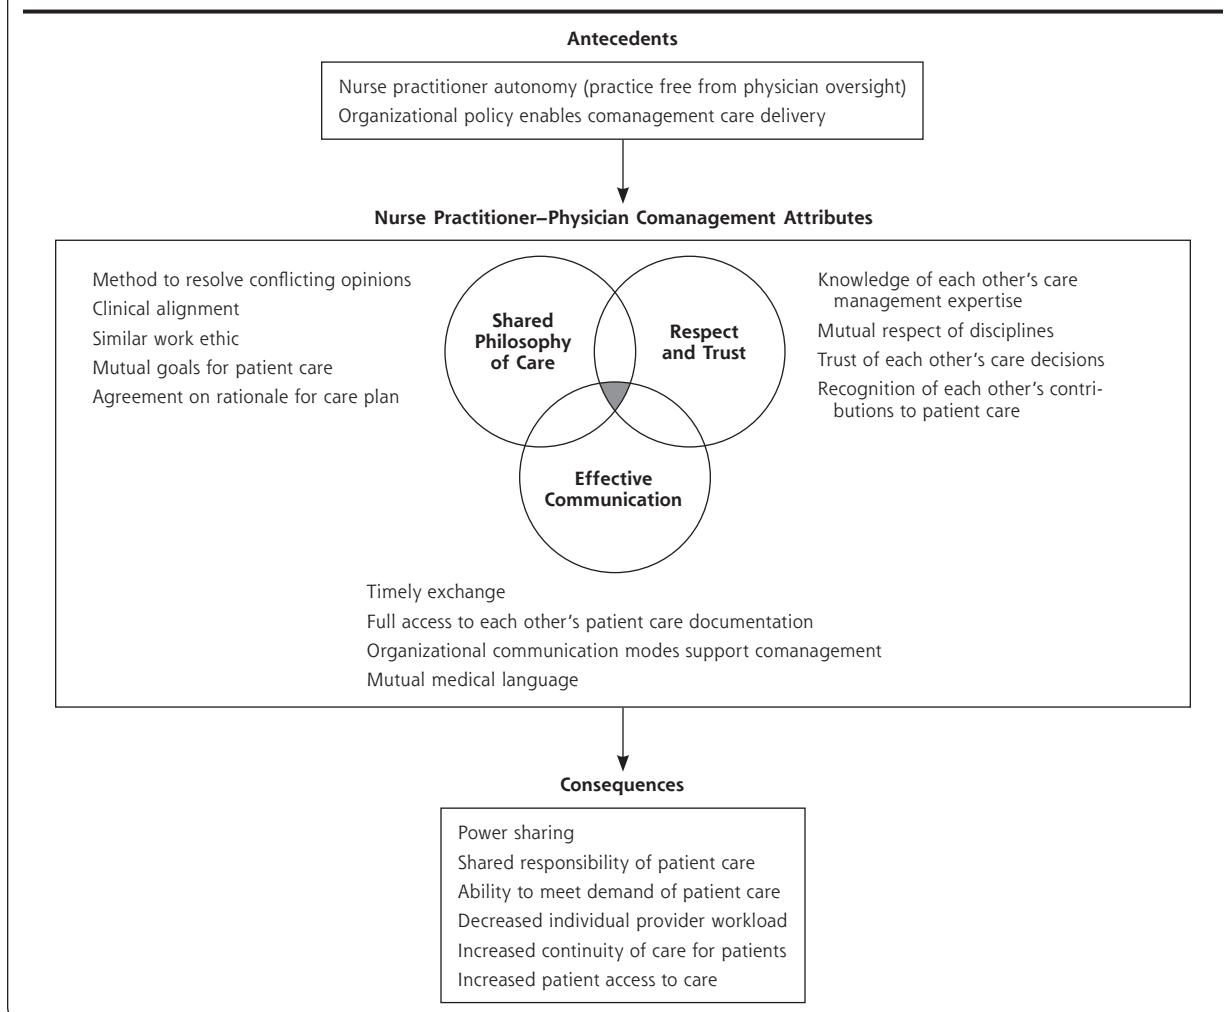 Antecedents
Nurse practitioner autonomy (practice free from physician oversight)
Organizational policy enables comanagement care delivery
Nurse Practitioner–Physician Comanagement Attributes
Method to resolve conflicting opinions
Clinical alignment
Similar work ethic
Mutual goals for patient care
Agreement on rationale for care plan
Shared
Philosophy
of Care
Respect
and Trust
Knowledge of each other’s care
management expertise
Mutual respect of disciplines
Trust of each other’s care decisions
Recognition of each other’s contri-
butions to patient care
Effective
Communication
Timely exchange
Full access to each other’s patient care documentation
Organizational communication modes support comanagement
Mutual medical language
Consequences
Power sharing
Shared responsibility of patient care
Ability to meet demand of patient care
Decreased individual provider workload
Increased continuity of care for patients
Increased patient access to care